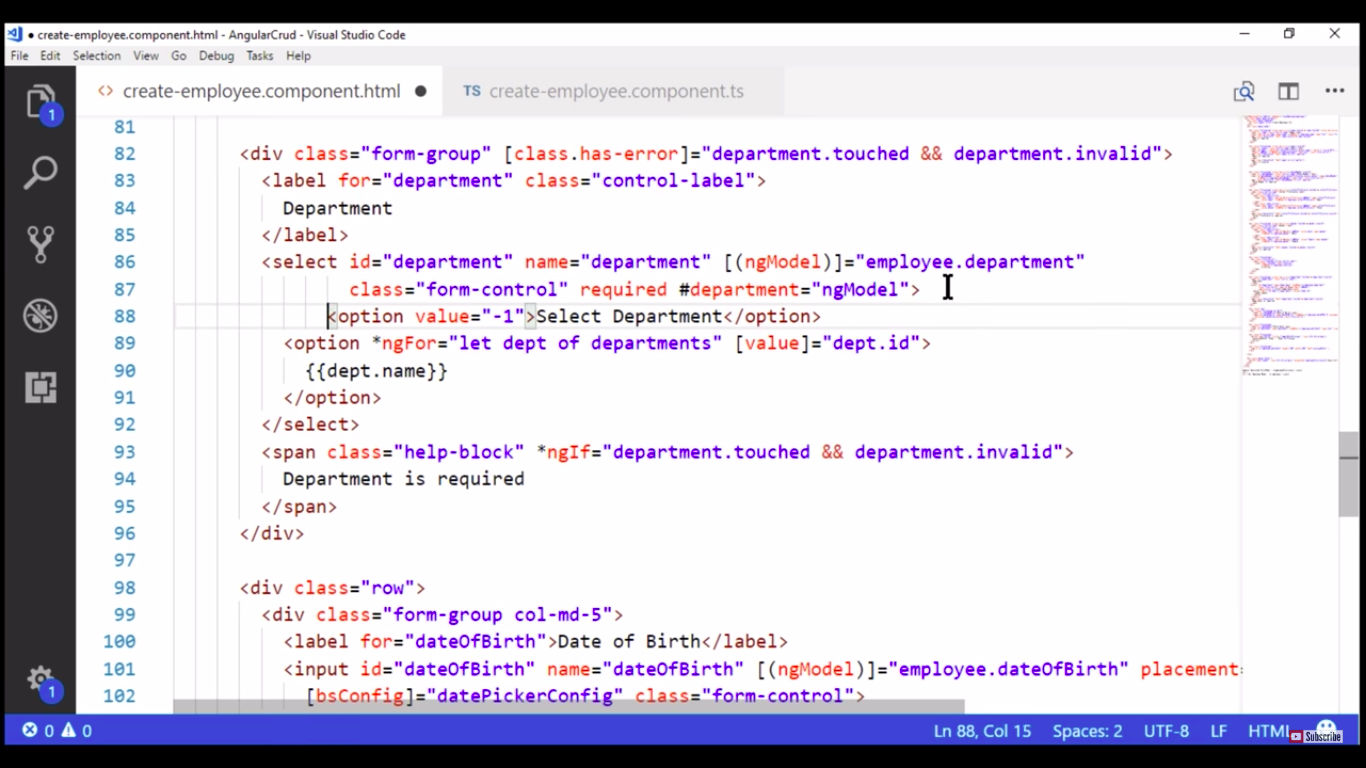 create-employee.component.html - AngularCrud - Visual Studio Code
File Edit Selection View Go Debug Tasks Help
create-employee.component.html TS create-employee.component.ts
81
82 <div class="form-group" [class.has-error]="department.touched && department.invalid">
83 <label for="department" class="control-label">
84 Department
85 </label>
86 <select id="department" name="department" [(ngModel)]="employee.department"
87 class="form-control" required #department="ngModel">
88 <option value="-1">Select Department</option>
89 <option *ngFor="let dept of departments" [value]="dept.id">
90 {{dept.name}}
91 </option>
92 </select>
93 <span class="help-block" *ngIf="department.touched && department.invalid">
94 Department is required
95 </span>
96 </div>
97
98 <div class="row">
99 <div class="form-group col-md-5">
100 <label for="dateOfBirth">Date of Birth</label>
101 <input id="dateOfBirth" name="dateOfBirth" [(ngModel)]="employee.dateOfBirth" placement=
102 [bsConfig]="datePickerConfig" class="form-control">
1
1
0 0 Ln 88, Col 15 Spaces: 2 UTF-8 LF HTML Subscribe